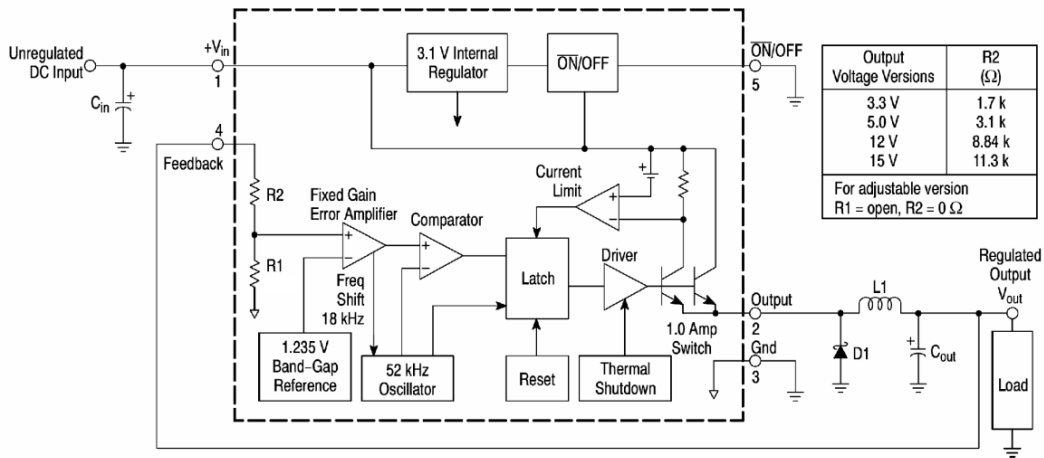 Unregulated
DC Input
Cin
+
+Vin
1
4
Feedback
R2
R1
3.1 V Internal
Regulator
ON/OFF
ON/OFF
5
Output
Voltage Versions
R2
(Ω)
3.3 V
1.7 k
5.0 V
3.1 k
12 V
8.84 k
15 V
11.3 k
For adjustable version
R1 = open, R2 = 0 Ω
Current
Limit
+
+
−
Fixed Gain
Error Amplifier
+
−
Comparator
+
−
Freq
Shift
18 kHz
Latch
Driver
1.0 Amp
Switch
1.235 V
Band–Gap
Reference
52 kHz
Oscillator
Reset
Thermal
Shutdown
Output
2
Gnd
3
D1
L1
+
Cout
Regulated
Output
Vout
Load